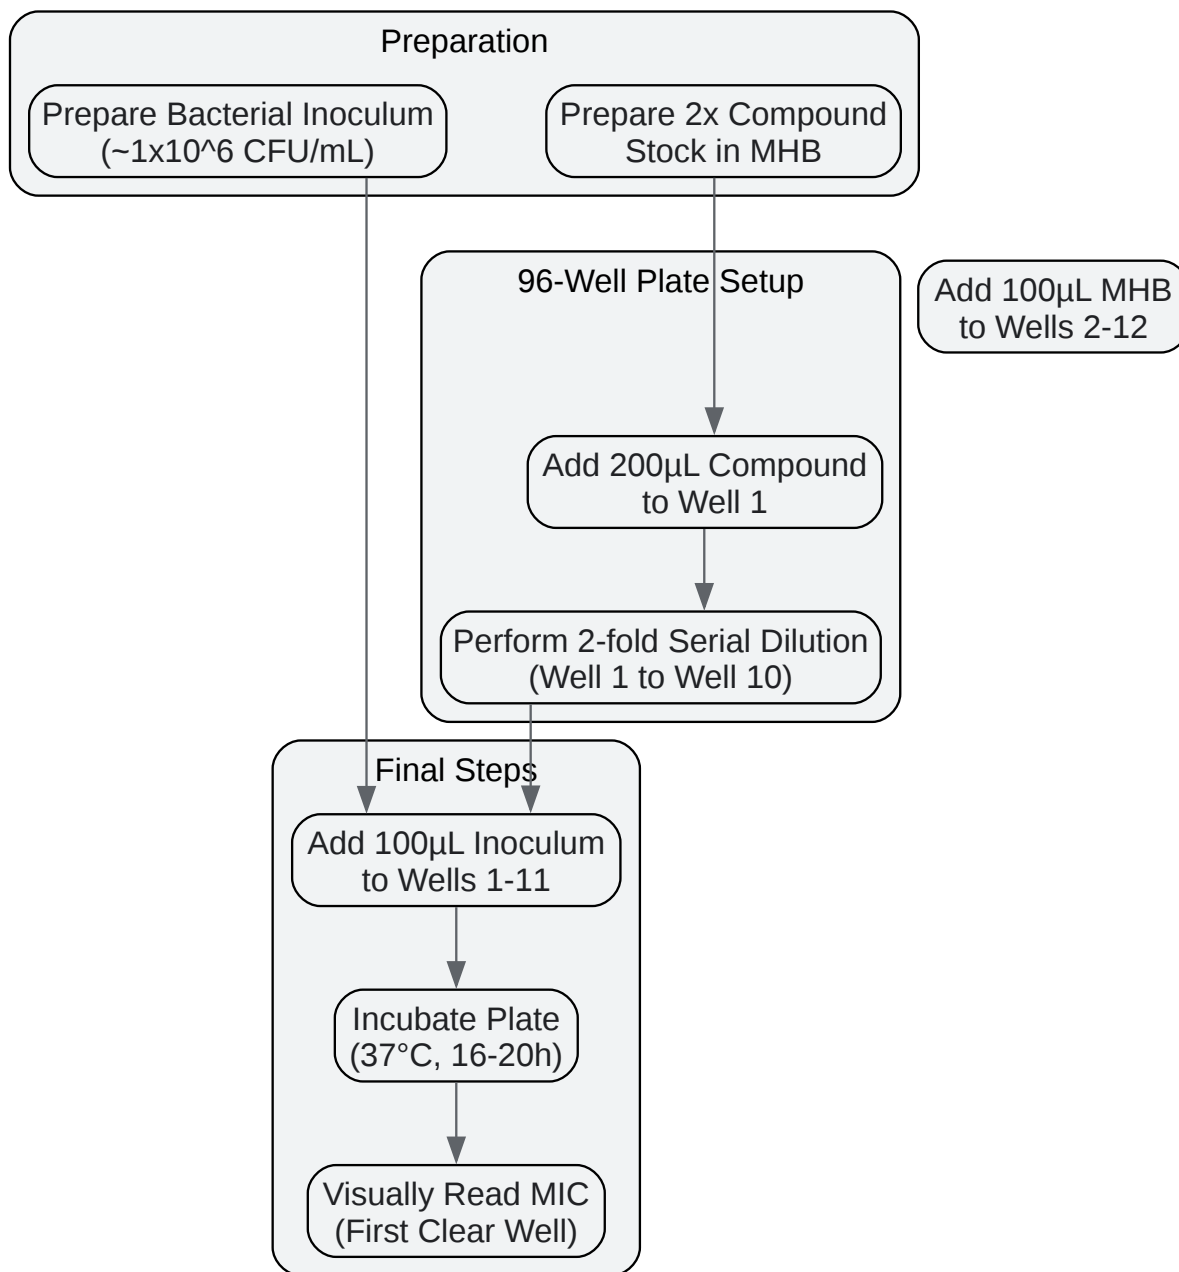 Preparation
Prepare Bacterial Inoculum
(~1x10^6 CFU/mL)
Prepare 2x Compound
Stock in MHB
96-Well Plate Setup
Add 100µL MHB
to Wells 2-12
Add 200µL Compound
to Well 1
Perform 2-fold Serial Dilution
(Well 1 to Well 10)
Final Steps
Add 100µL Inoculum
to Wells 1-11
Incubate Plate
(37°C, 16-20h)
Visually Read MIC
(First Clear Well)